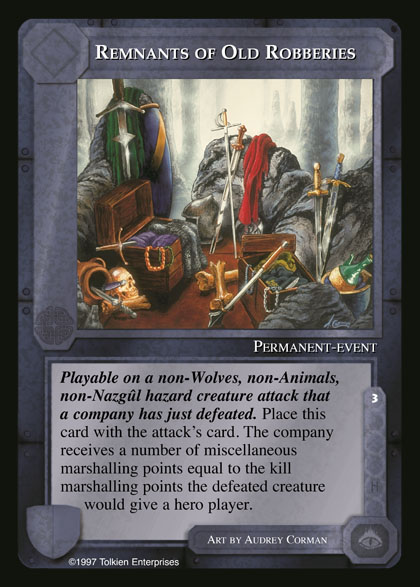 Remnants of Old Robberies
Permanent-event
Playable on a non-Wolves, non-Animals,
non-Nazgûl hazard creature attack that
a company has just defeated. Place this
card with the attack's card. The company
receives a number of miscellaneous
marshalling points equal to the kill
marshalling points the defeated creature
would give a hero player.
3
H
Art by Audrey Corman
©1997 Tolkien Enterprises